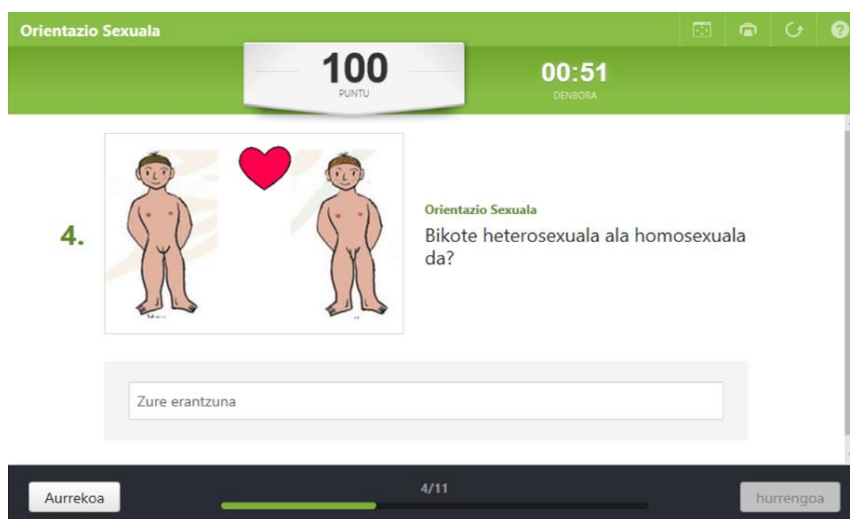 Orientazio Sexuala
100
PUNTU
00:51
DENBORA
4.
Orientazio Sexuala
Bikote heterosexuala ala homosexuala
da?
Zure erantzuna
Aurrekoa
4/11
hurrengoa